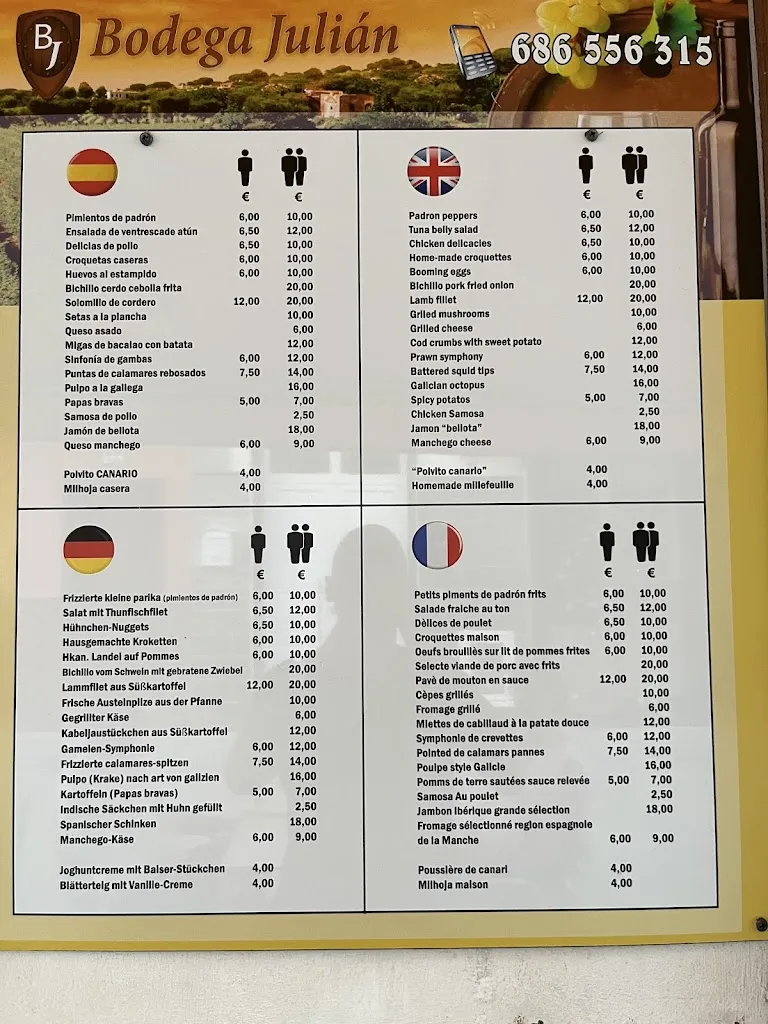 BJ Bodega Julián 686 556 315
€ €
Pimientos de padrón 6,00 10,00
Ensalada de ventrescade atún 6,50 12,00
Delicias de pollo 6,50 10,00
Croquetas caseras 6,00 10,00
Huevos al estampido 6,00 10,00
Bichillo cerdo cebolla frita 20,00
Solomillo de cordero 12,00 20,00
Setas a la plancha 10,00
Queso asado 6,00
Migas de bacalao con batata 12,00
Sinfonía de gambas 6,00 12,00
Puntas de calamares rebosados 7,50 14,00
Pulpo a la gallega 16,00
Papas bravas 5,00 7,00
Samosa de pollo 2,50
Jamón de bellota 18,00
Queso manchego 6,00 9,00
Polvito CANARIO 4,00
Milhoja casera 4,00
€ €
Padron peppers 6,00 10,00
Tuna belly salad 6,50 12,00
Chicken delicacies 6,50 10,00
Home-made croquettes 6,00 10,00
Booming eggs 6,00 10,00
Bichillo pork fried onion 20,00
Lamb fillet 12,00 20,00
Griled mushrooms 10,00
Grilled cheese 6,00
Cod crumbs with sweet potato 12,00
Prawn symphony 6,00 12,00
Battered squid tips 7,50 14,00
Galician octopus 16,00
Spicy potatos 5,00 7,00
Chicken Samosa 2,50
Jamon “bellota” 18,00
Manchego cheese 6,00 9,00
“Polvito canario” 4,00
Homemade millefeuille 4,00
€ €
Frizzierte kleine parika (pimientos de padrón) 6,00 10,00
Salat mit Thunfischfilet 6,50 12,00
Hühnchen-Nuggets 6,50 10,00
Hausgemachte Kroketten 6,00 10,00
Hkan. Landel auf Pommes 6,00 10,00
Bichillo vom Schwein mit gebratene Zwiebel 20,00
Lammfilet aus Süßkartoffel 12,00 20,00
Frische Austeinpilze aus der Pfanne 10,00
Gegrillter Käse 6,00
Kabeljaustückchen aus Süßkartoffel 12,00
Gamelen-Symphonie 6,00 12,00
Frizzierte calamares-spitzen 7,50 14,00
Pulpo (Krake) nach art von galizien 16,00
Kartoffeln (Papas bravas) 5,00 7,00
Indische Säckchen mit Huhn gefüllt 2,50
Spanischer Schinken 18,00
Manchego-Käse 6,00 9,00
Joghuntcreme mit Baiser-Stückchen 4,00
Blätterteig mit Vanille-Creme 4,00
€ €
Petits piments de padrón frits 6,00 10,00
Salade fraiche au ton 6,50 12,00
Dèlices de poulet 6,50 10,00
Croquettes maison 6,00 10,00
Oeufs brouillès sur lit de pommes frites 6,00 10,00
Selecte viande de porc avec frits 20,00
Pavè de mouton en sauce 12,00 20,00
Cèpes grillés 10,00
Fromage grillé 6,00
Miettes de cabillaud à la patate douce 12,00
Symphonie de crevettes 6,00 12,00
Pointed de calamars pannes 7,50 14,00
Poulpe style Galicie 16,00
Pomms de terre sautées sauce relevée 5,00 7,00
Samosa Au poulet 2,50
Jambon ibérique grande sélection 18,00
Fromage sélectionné region espagnole
de la Manche 6,00 9,00
Poussière de canari 4,00
Milhoja maison 4,00